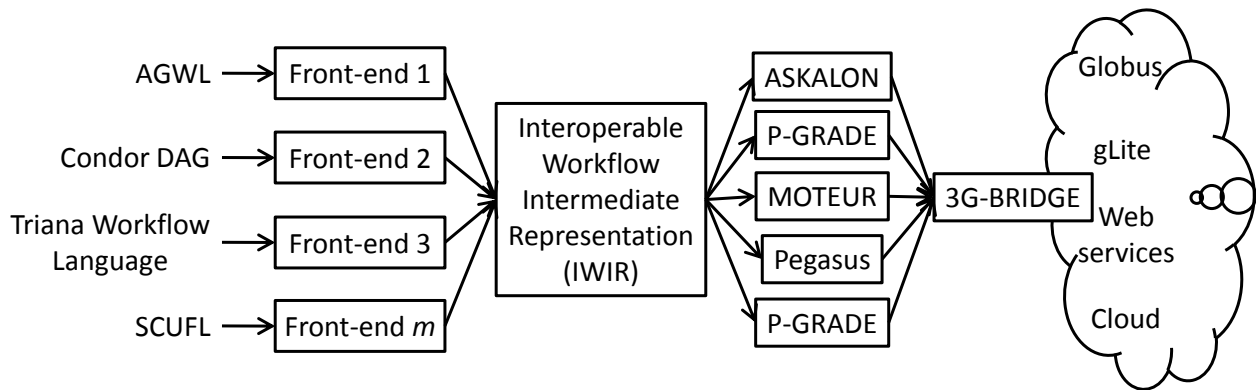 AGWL
Front-end 1
Condor DAG
Front-end 2
Triana Workflow
Language
Front-end 3
SCUFL
Front-end m
Interoperable
Workflow
Intermediate
Representation
(IWIR)
ASKALON
P-GRADE
MOTEUR
Pegasus
P-GRADE
3G-BRIDGE
Globus
gLite
Web
services
Cloud